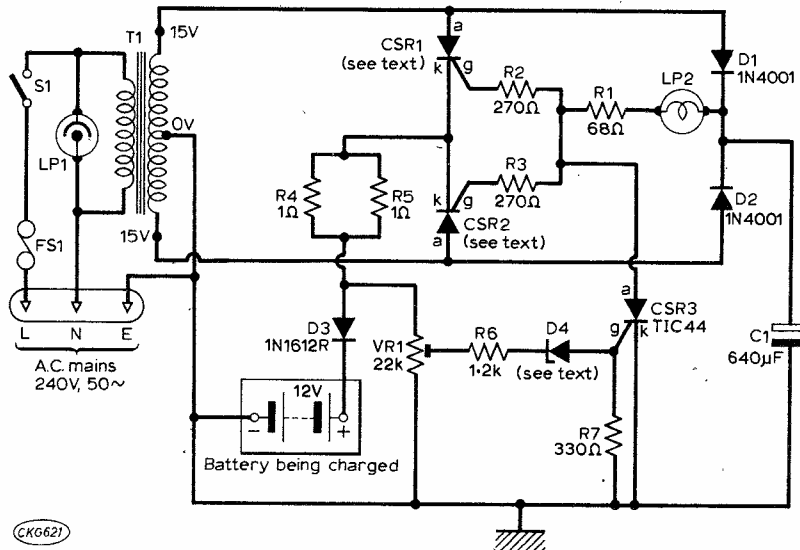 T1
15V
a
CSR1
(see text)
k
g
R2
270Ω
R1
68Ω
LP2
D1
1N4001
S1
LP1
0V
R4
1Ω
R5
1Ω
R3
270Ω
k
g
CSR2
(see text)
a
D2
1N4001
FS1
15V
L N E
A.C. mains
240V, 50~
D3
1N1612R
VR1
22k
R6
1·2k
D4
(see text)
a
g
k
CSR3
TIC44
C1
640µF
12V
- +
Battery being charged
R7
330Ω
CKG621